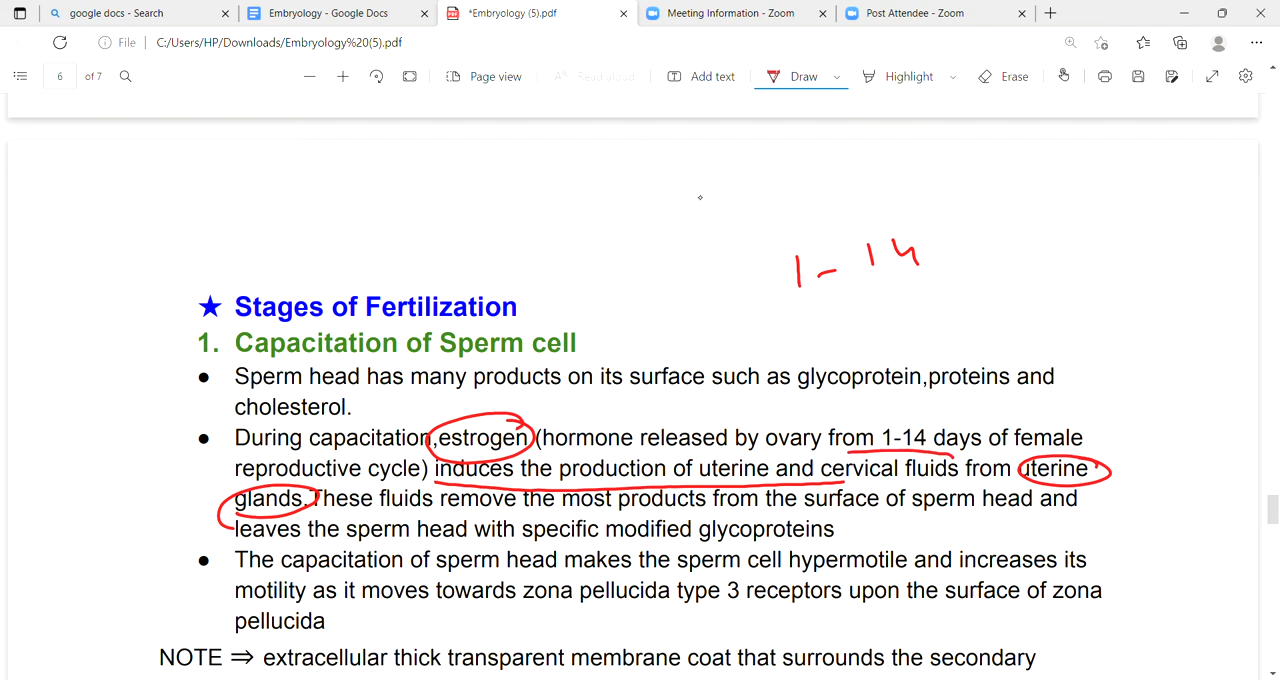 google docs - Search
Embryology - Google Docs
*Embryology (5).pdf
Meeting Information - Zoom
Post Attendee - Zoom
File
C:/Users/HP/Downloads/Embryology%20(5).pdf
6 of 7
Page view
Read aloud
Add text
Draw
Highlight
Erase
1 - 14
★ Stages of Fertilization
1. Capacitation of Sperm cell
● Sperm head has many products on its surface such as glycoprotein,proteins and
cholesterol.
● During capacitation,estrogen (hormone released by ovary from 1-14 days of female
reproductive cycle) induces the production of uterine and cervical fluids from uterine
glands.These fluids remove the most products from the surface of sperm head and
leaves the sperm head with specific modified glycoproteins
● The capacitation of sperm head makes the sperm cell hypermotile and increases its
motility as it moves towards zona pellucida type 3 receptors upon the surface of zona
pellucida
NOTE ⇒ extracellular thick transparent membrane coat that surrounds the secondary